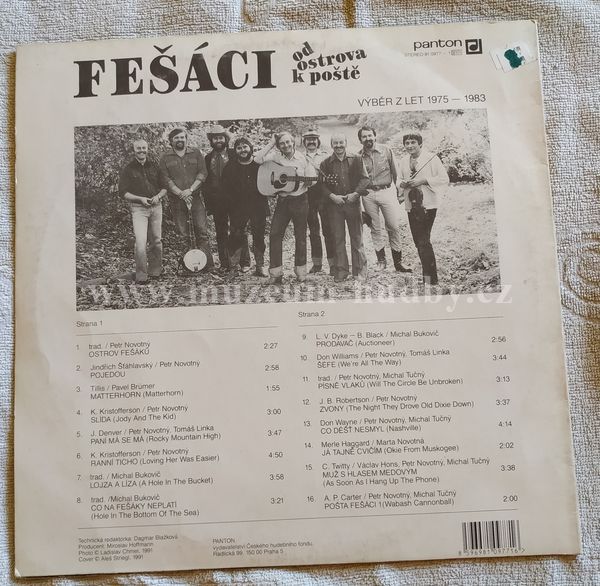 FEŠÁCI
od
ostrova
k poště
panton
VÝBĚR Z LET 1975 — 1983
www.muzeum-hudby.cz
Strana 1
1. trad. / Petr Novotný
OSTROV FEŠÁKŮ 2:27
2. Jindřich Šťáhlavský / Petr Novotný
POJEDOU 2:58
3. Tillis / Pavel Brümer
MATTERHORN (Matterhorn) 1:55
4. K. Kristofferson / Petr Novotný
SLÍDA (Jody And The Kid) 3:00
5. J. Denver / Petr Novotný, Tomáš Linka
PANÍ MÁ SE MÁ (Rocky Mountain High) 3:47
6. K. Kristofferson / Petr Novotný
RANNÍ TICHO (Loving Her Was Easier) 4:50
7. trad. / Michal Bukovič
LOJZA A LÍZA (A Hole In The Bucket) 3:58
8. trad. /Michal Bukovič
CO NA FEŠÁKY NEPLATÍ 3:21
(Hole In The Bottom Of The Sea)
Strana 2
9. L. V. Dyke – B. Black / Michal Bukovič
PRODAVAČ (Auctioneer) 2:56
10. Don Williams / Petr Novotný, Tomáš Linka
ŠEFE (We're All The Way) 3:44
11. trad / Petr Novotný, Michal Tučný
PÍSNĚ VLAKŮ (Will The Circle Be Unbroken) 3:13
12. J. B. Robertson / Petr Novotný
ZVONY (The Night They Drove Old Dixie Down) 3:37
13. Don Wayne / Petr Novotný, Michal Tučný
CO DÉŠŤ NESMYL (Nashville) 4:14
14. Merle Haggard / Marta Novotná
JÁ TAJNĚ CVIČÍM (Okie From Muskogee) 2:02
15. C. Twitty / Václav Hons, Petr Novotný, Michal Tučný
MUŽ S HLASEM MEDOVÝM 3:38
(As Soon As I Hang Up The Phone)
16. A. P. Carter / Petr Novotný, Michal Tučný
POŠTA FEŠÁCI 1 (Wabash Cannonball) 2:00
Technická redaktorka: Dagmar Blažková
Producent: Miroslav Hoffmann
Photo © Ladislav Chmel, 1991
Cover © Aleš Striegl, 1991
PANTON,
vydavatelství Českého hudebního fondu,
Radlická 99, 150 00 Praha 5
8 596981 097756